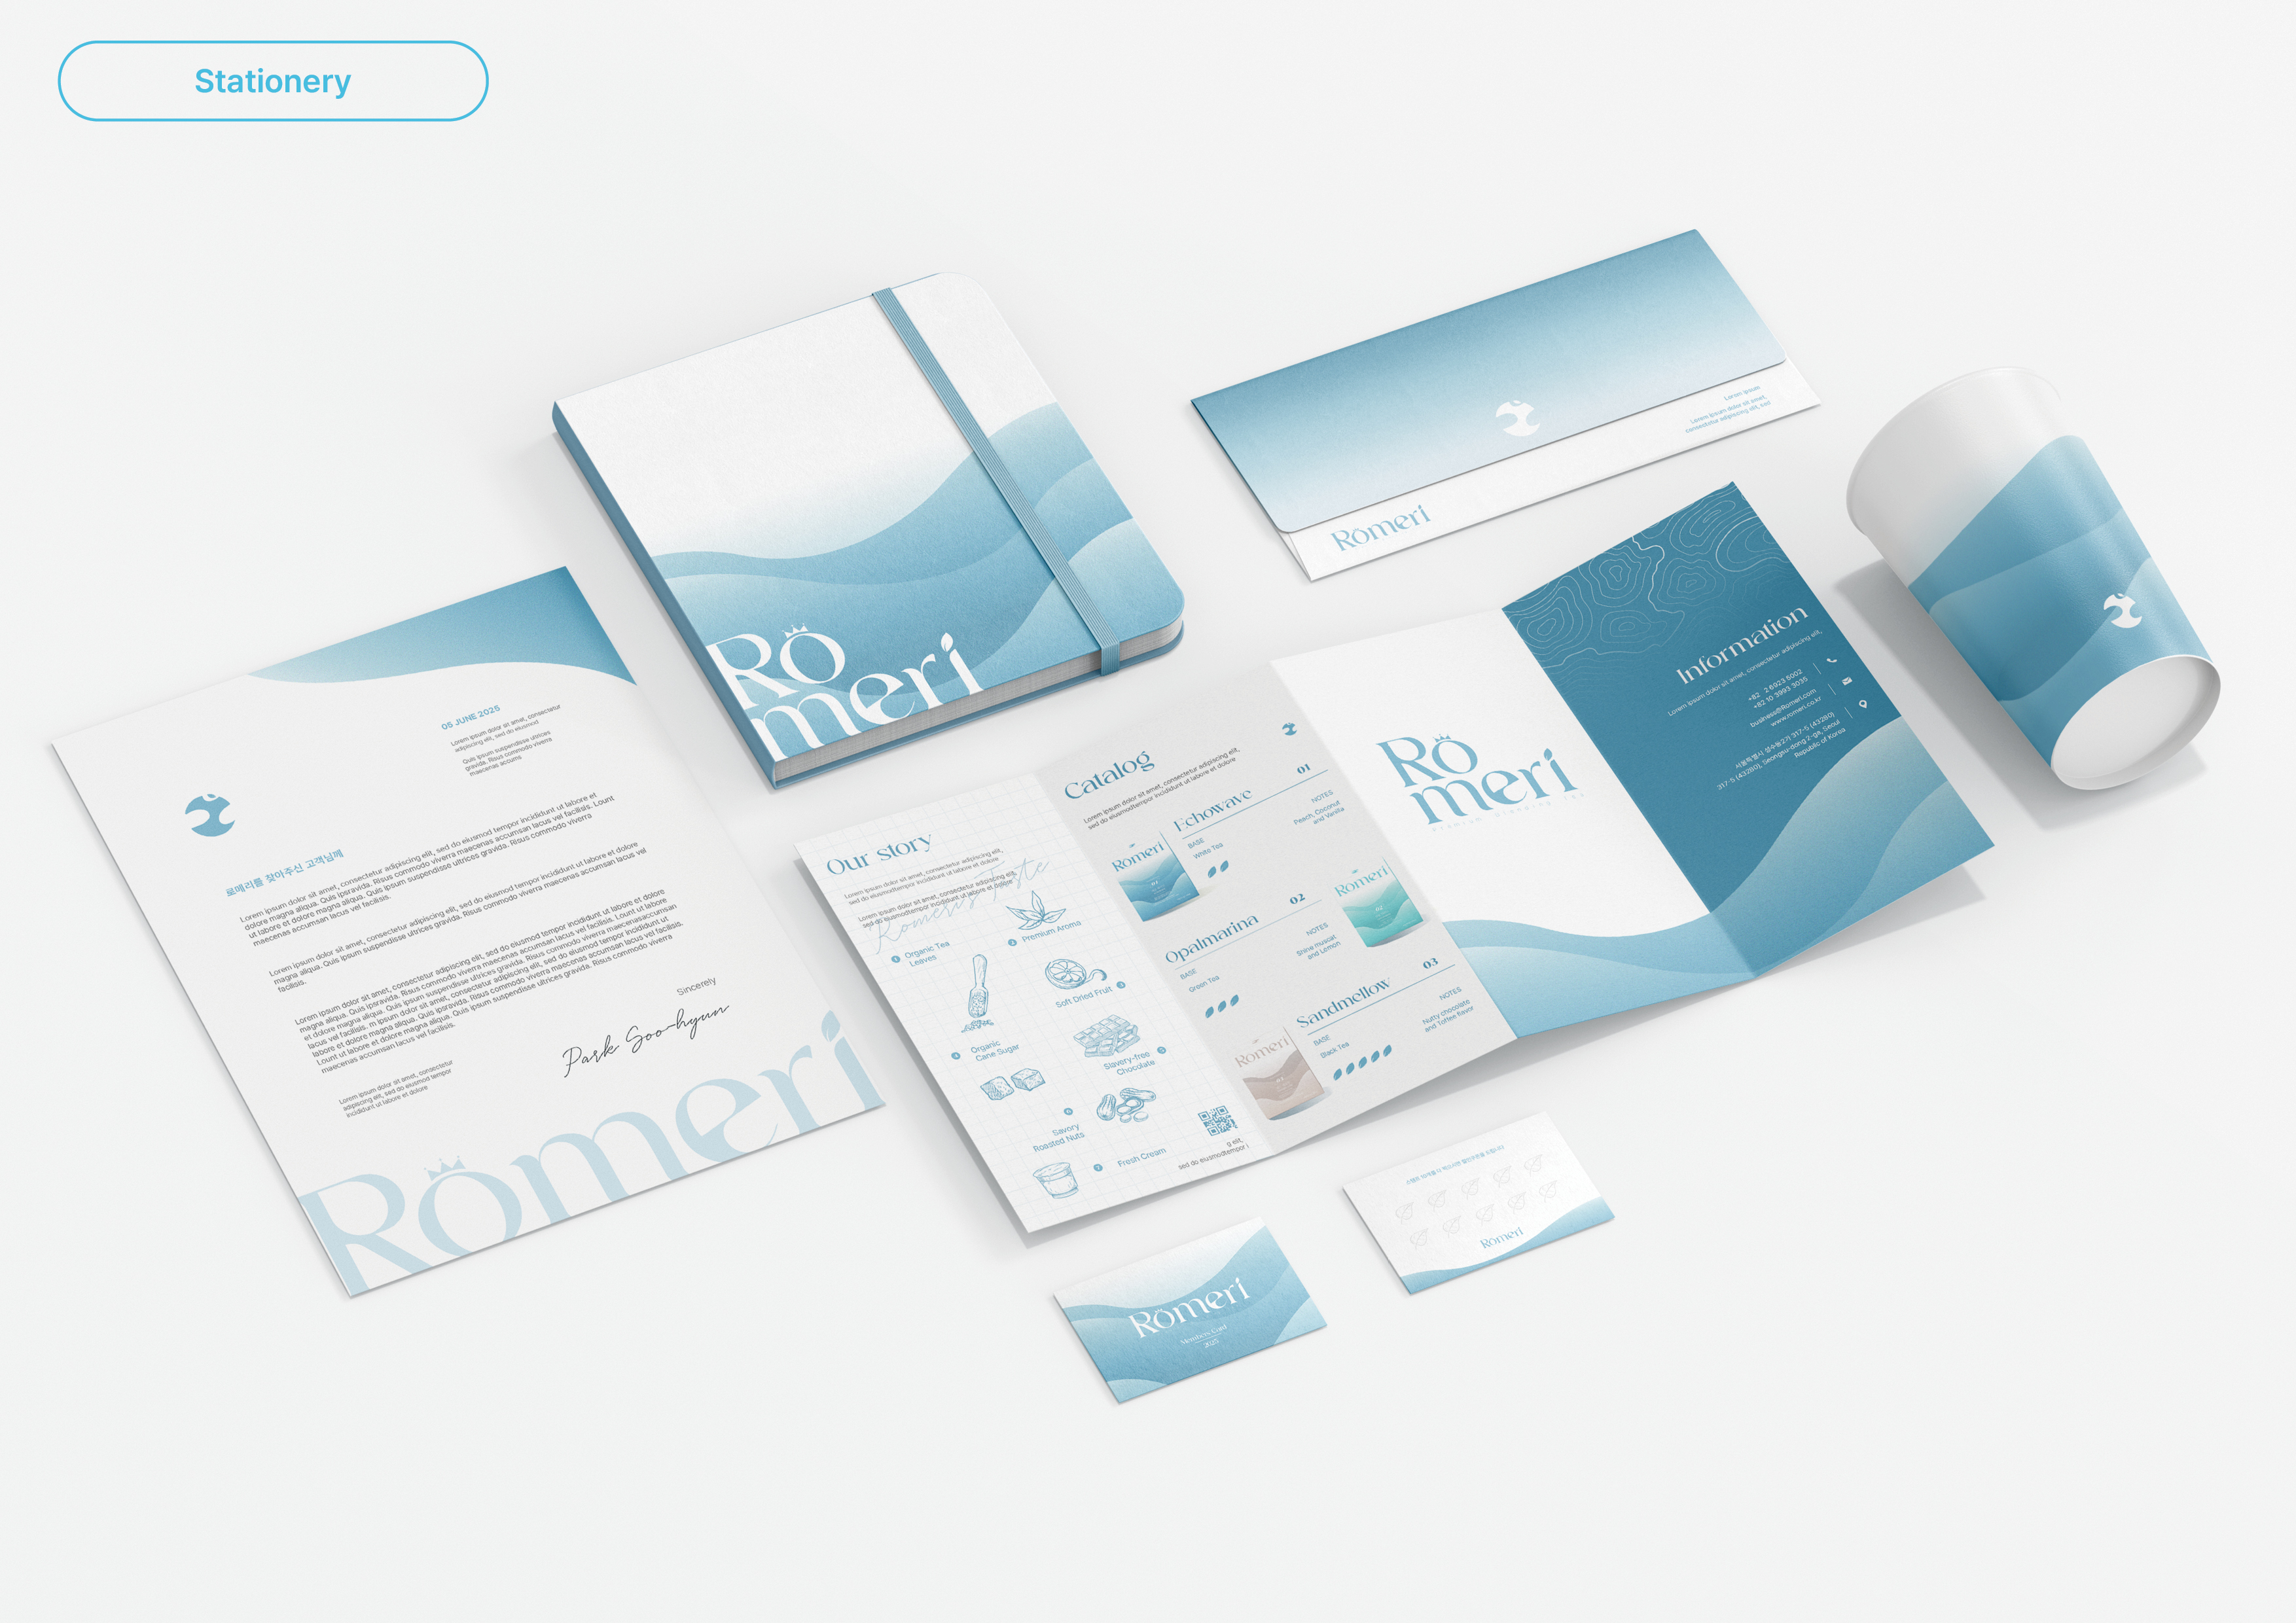 Stationery
05 JUNE 2025
Lorem ipsum dolor sit amet, consectetur
adipiscing elit, sed do eiusmod
Quis ipsum suspendisse ultrices
gravida. Risus commodo viverra
maecenas accums
로메리를 찾아주신 고객님께
Lorem ipsum dolor sit amet, consectetur adipiscing elit, sed do eiusmod tempor incididunt ut labore et
dolore magna aliqua. Quis ipsravida. Risus commodo viverra maecenas accumsan lacus vel facilisis. Lount
ut labore et dolore magna aliqua. Quis ipsum suspendisse ultrices gravida. Risus commodo viverra
maecenas accumsan lacus vel facilisis.
Lorem ipsum dolor sit amet, consectetur adipiscing elit, sed do eiusmod tempor incididunt ut labore et dolore
magna aliqua. Quis ipsum suspendisse ultrices gravida. Risus commodo viverra maecenas accumsan lacus vel
facilisis.
Lorem ipsum dolor sit amet, consectetur adipiscing elit, sed do eiusmod tempor incididunt ut labore et dolore
magna aliqua. Quis ipsravida. Risus commodo viverra maecenas accumsan lacus vel facilisis. Lount ut labore
et dolore magna aliqua. Quis ipsum suspendisse ultrices gravida. Risus commodo viverra maecenasaccumsan
lacus vel facilisis. m ipsum dolor sit amet, consectetur adipiscing elit, sed do eiusmod tempor incididunt ut
labore et dolore magna aliqua. Quis ipsravida. Risus commodo viverra maecenas accumsan lacus vel facilisis.
Lount ut labore et dolore magna aliqua. Quis ipsum suspendisse ultrices gravida. Risus commodo viverra
maecenas accumsan lacus vel facilisis.
Sincerely
Park Soo-hyun
Lorem ipsum dolor sit amet, consectetur
adipiscing elit, sed do eiusmod tempor
incididunt ut labore et dolore
Romeri
Ro
meri
Romeri
Lorem ipsum
Lorem ipsum dolor sit amet,
consectetur adipiscing elit, sed
Our story
Lorem ipsum dolor sit amet, consectetur adipiscing elit,
sed do eiusmodtempor incididunt ut labore et dolore
Lorem ipsum dolor sit amet, consectetur adipiscing elit,
sed do eiusmodtempor incididunt ut labore et dolore
Romeri's Taste
Organic Tea
Leaves
Premium Aroma
Soft Dried Fruit
Organic
Cane Sugar
Slavery-free
Chocolate
Savory
Roasted Nuts
Fresh Cream
g elit,
sed do eiusmodtempor i
Catalog
Lorem ipsum dolor sit amet, consectetur adipiscing elit,
sed do eiusmodtempor incididunt ut labore et dolore
01
Echowave
NOTES
Peach, Coconut
and Vanilla
BASE
White Tea
Romeri
02
Opalmarina
NOTES
Shine muscat
and Lemon
BASE
Green Tea
Romeri
03
Sandmellow
NOTES
Nutty chocolate
and Toffee flavor
BASE
Black Tea
Romeri
Ro
meri
Information
Lorem ipsum dolor sit amet, consectetur adipiscing elit,
+82 2 6923 6002
+82 10 3993 3035
business@Romeri.com
www.romeri.co.kr
서울특별시 성수동2가 317-5 (43280)
317-5 (43280), Seongsu-dong 2-ga, Seoul
Republic of Korea
Romeri
Members Card
2025
Romeri